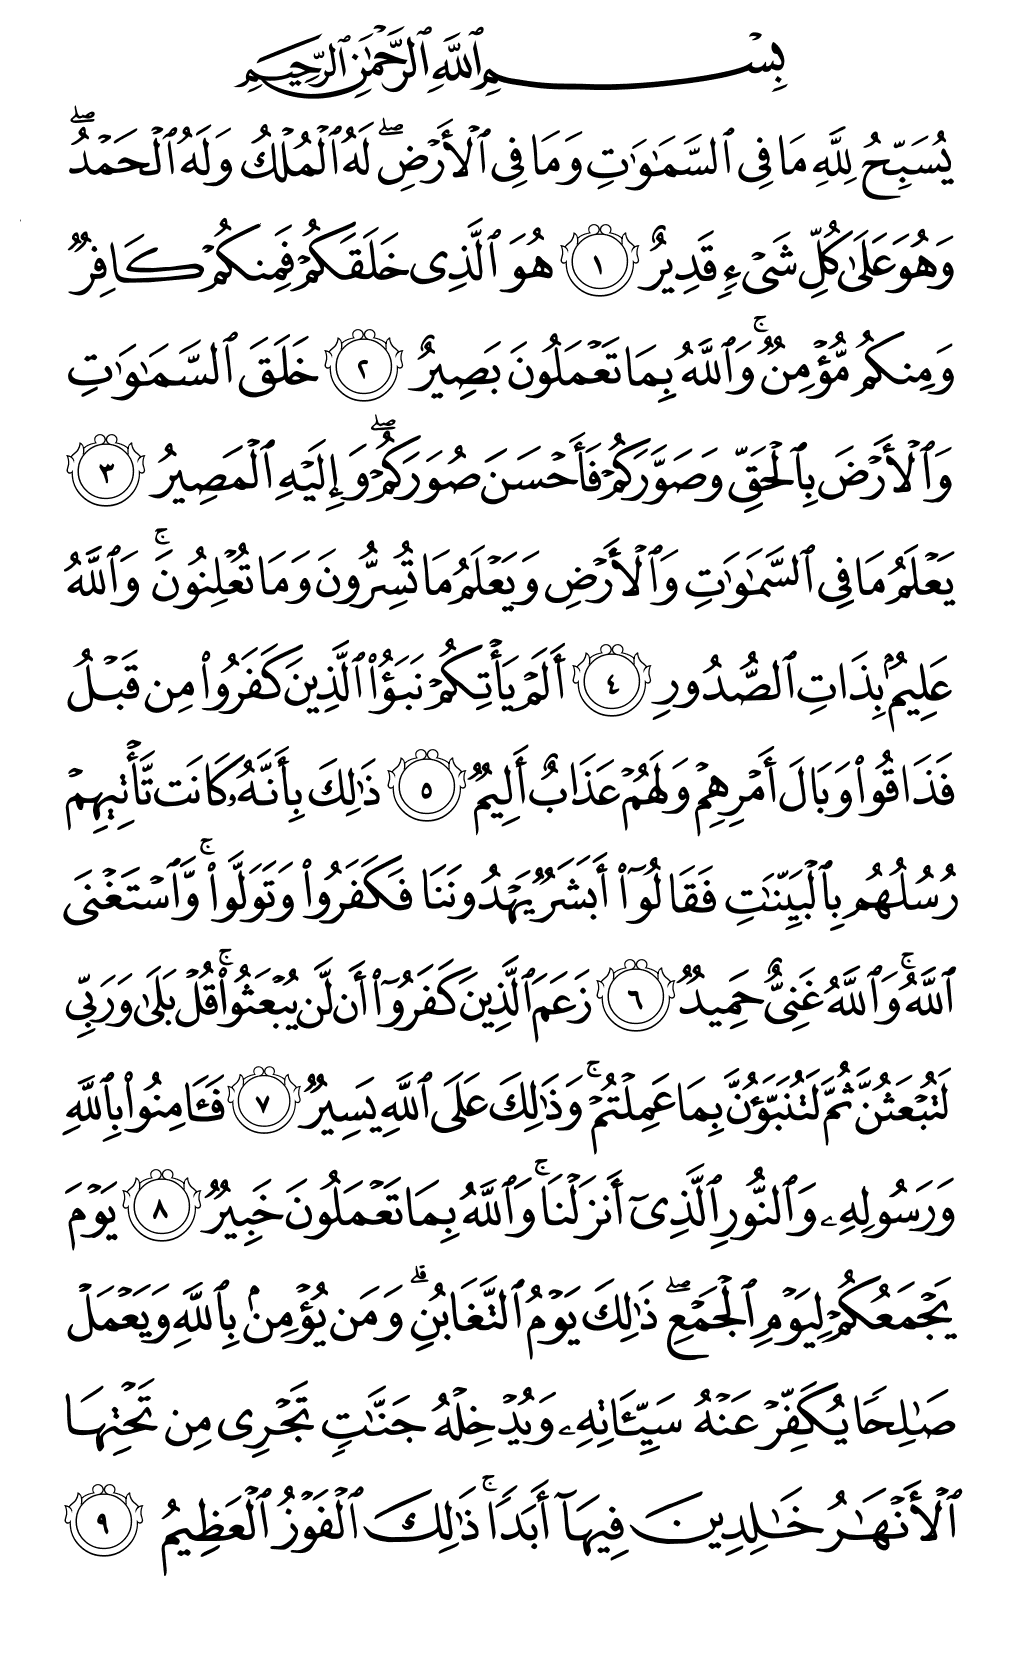 بِسْمِ ٱللَّهِ ٱلرَّحْمَٰنِ ٱلرَّحِيمِ
يُسَبِّحُ لِلَّهِ مَا فِى ٱلسَّمَٰوَٰتِ وَمَا فِى ٱلْأَرْضِ ۖ لَهُ ٱلْمُلْكُ وَلَهُ ٱلْحَمْدُ ۖ
وَهُوَ عَلَىٰ كُلِّ شَىْءٍ قَدِيرٌ ١ هُوَ ٱلَّذِى خَلَقَكُمْ فَمِنكُمْ كَافِرٌ
وَمِنكُم مُّؤْمِنٌ ۚ وَٱللَّهُ بِمَا تَعْمَلُونَ بَصِيرٌ ٢ خَلَقَ ٱلسَّمَٰوَٰتِ
وَٱلْأَرْضَ بِٱلْحَقِّ وَصَوَّرَكُمْ فَأَحْسَنَ صُوَرَكُمْ ۖ وَإِلَيْهِ ٱلْمَصِيرُ ٣
يَعْلَمُ مَا فِى ٱلسَّمَٰوَٰتِ وَٱلْأَرْضِ وَيَعْلَمُ مَا تُسِرُّونَ وَمَا تُعْلِنُونَ ۚ وَٱللَّهُ
عَلِيمٌۢ بِذَاتِ ٱلصُّدُورِ ٤ أَلَمْ يَأْتِكُمْ نَبَؤُا۟ ٱلَّذِينَ كَفَرُوا۟ مِن قَبْلُ
فَذَاقُوا۟ وَبَالَ أَمْرِهِمْ وَلَهُمْ عَذَابٌ أَلِيمٌ ٥ ذَٰلِكَ بِأَنَّهُۥ كَانَت تَّأْتِيهِمْ
رُسُلُهُم بِٱلْبَيِّنَٰتِ فَقَالُوٓا۟ أَبَشَرٌ يَهْدُونَنَا فَكَفَرُوا۟ وَتَوَلَّوا۟ ۚ وَّٱسْتَغْنَى
ٱللَّهُ ۚ وَٱللَّهُ غَنِىٌّ حَمِيدٌ ٦ زَعَمَ ٱلَّذِينَ كَفَرُوٓا۟ أَن لَّن يُبْعَثُوا۟ ۚ قُلْ بَلَىٰ وَرَبِّى
لَتُبْعَثُنَّ ثُمَّ لَتُنَبَّؤُنَّ بِمَا عَمِلْتُمْ ۚ وَذَٰلِكَ عَلَى ٱللَّهِ يَسِيرٌ ٧ فَـَٔامِنُوا۟ بِٱللَّهِ
وَرَسُولِهِۦ وَٱلنُّورِ ٱلَّذِىٓ أَنزَلْنَا ۚ وَٱللَّهُ بِمَا تَعْمَلُونَ خَبِيرٌ ٨ يَوْمَ
يَجْمَعُكُمْ لِيَوْمِ ٱلْجَمْعِ ۖ ذَٰلِكَ يَوْمُ ٱلتَّغَابُنِ ۗ وَمَن يُؤْمِنۢ بِٱللَّهِ وَيَعْمَلْ
صَٰلِحًا يُكَفِّرْ عَنْهُ سَيِّـَٔاتِهِۦ وَيُدْخِلْهُ جَنَّٰتٍ تَجْرِى مِن تَحْتِهَا
ٱلْأَنْهَٰرُ خَٰلِدِينَ فِيهَآ أَبَدًا ۚ ذَٰلِكَ ٱلْفَوْزُ ٱلْعَظِيمُ ٩